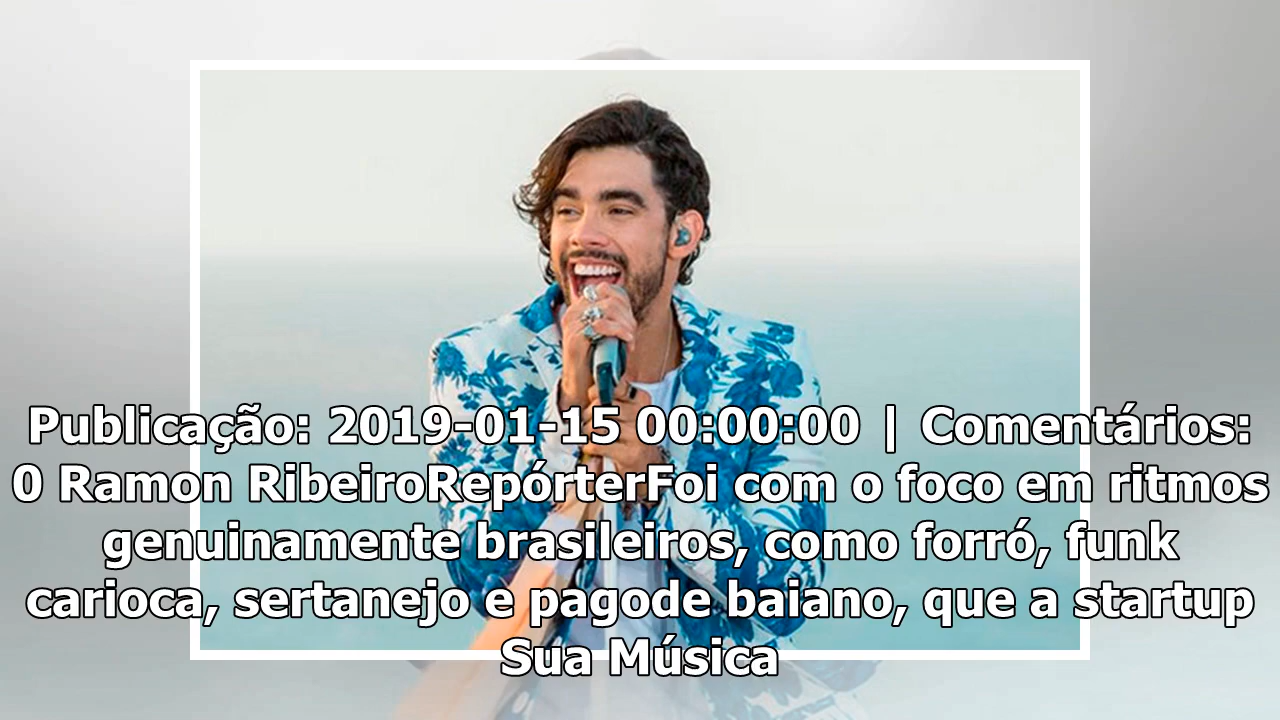 Publicação: 2019-01-15 00:00:00 | Comentários:
0 Ramon RibeiroRepórterFoi com o foco em ritmos
genuinamente brasileiros, como forró, funk
carioca, sertanejo e pagode baiano, que a startup
Sua Música